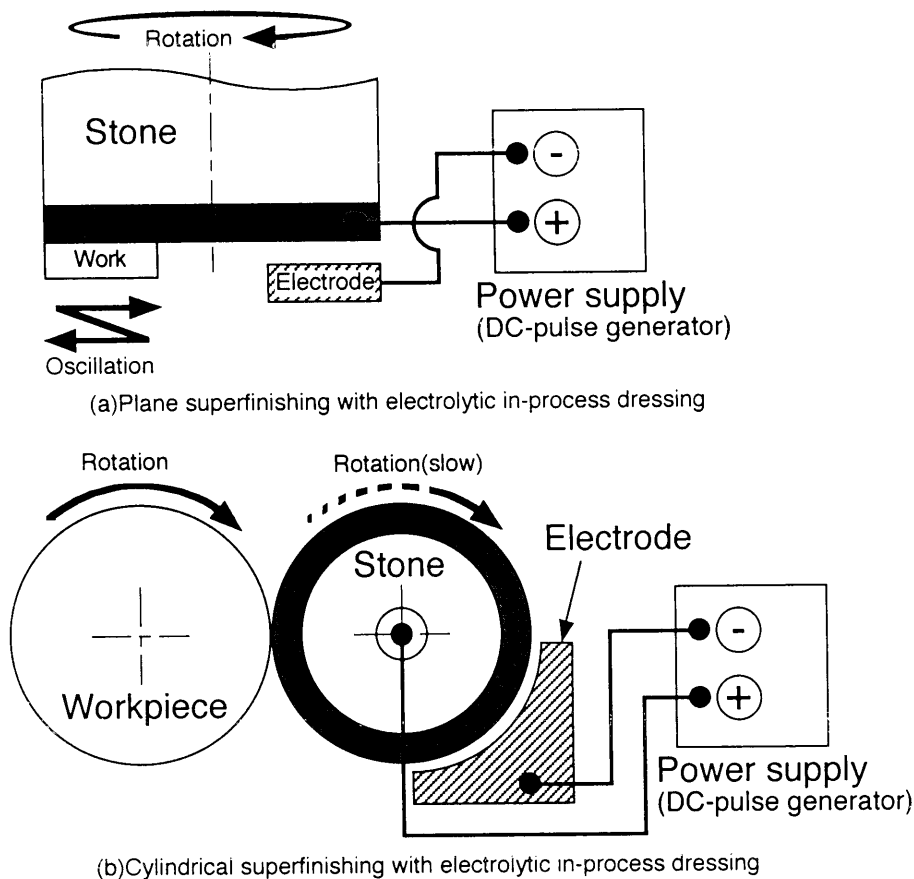 Rotation
Stone
-
+
Work
Electrode
Power supply
(DC-pulse generator)
Oscillation
(a)Plane superfinishing with electrolytic in-process dressing
Rotation
Rotation(slow)
Electrode
Stone
-
+
Workpiece
Power supply
(DC-pulse generator)
(b)Cylindrical superfinishing with electrolytic in-process dressing